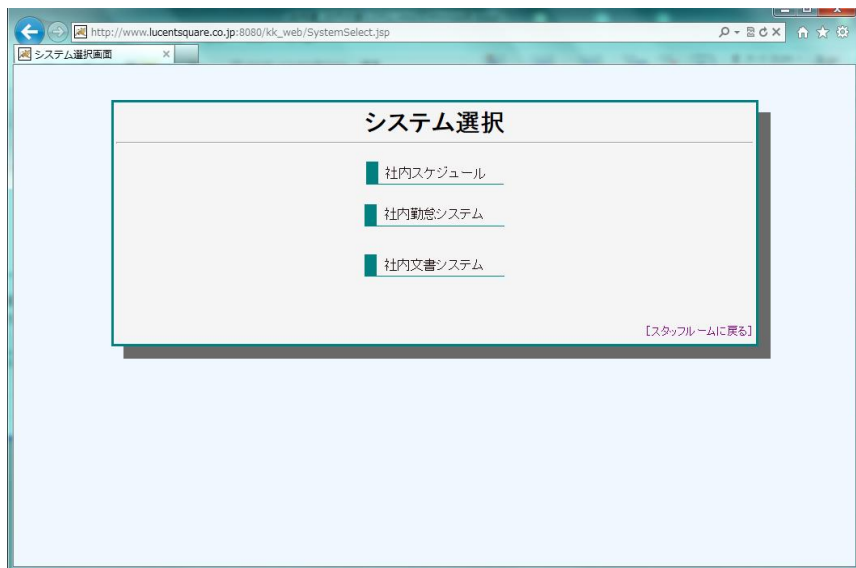 http://www.lucentsquare.co.jp:8080/kk_web/SystemSelect.jsp
システム選択画面
システム選択
社内スケジュール
社内勤怠システム
社内文書システム
[スタッフルームに戻る]